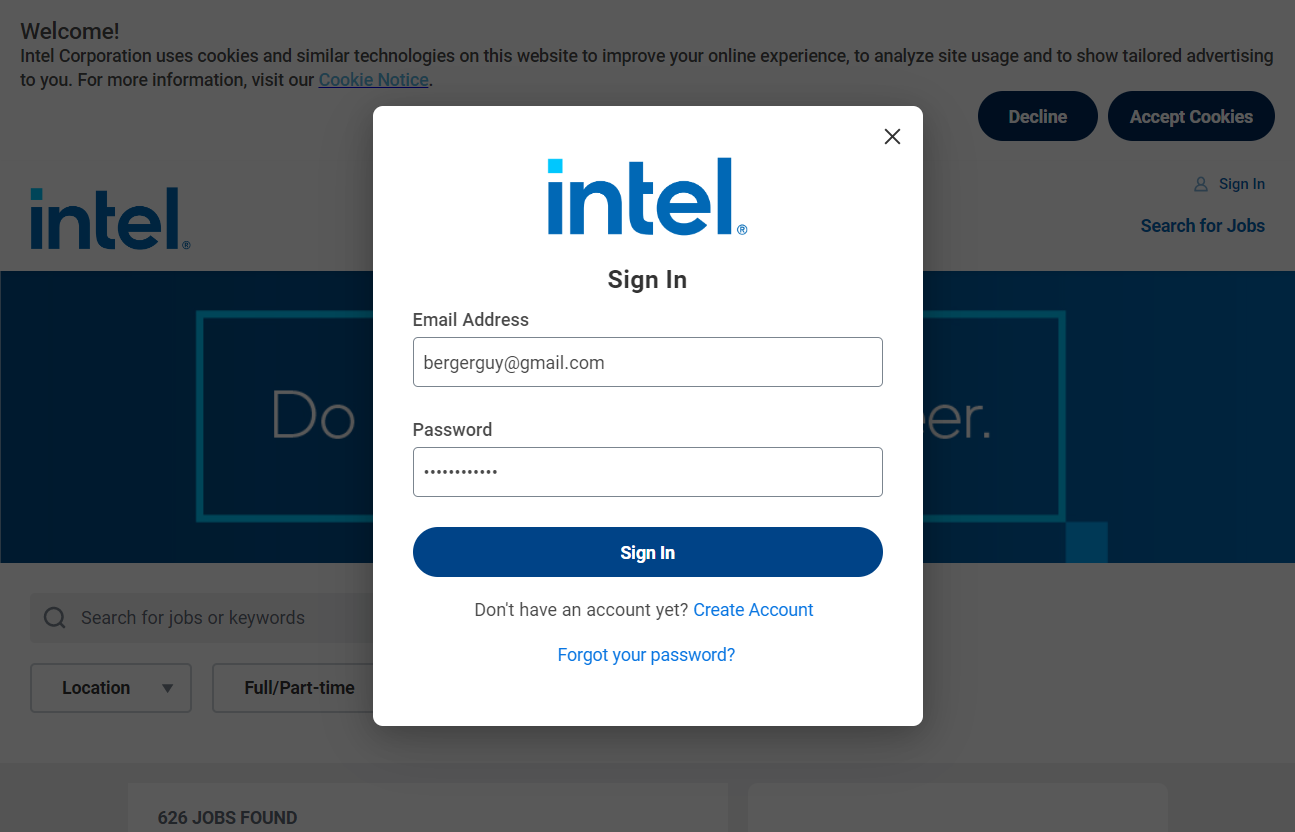 Welcome!
Intel Corporation uses cookies and similar technologies on this website to improve your online experience, to analyze site usage and to show tailored advertising
to you. For more information, visit our Cookie Notice.
Decline
Accept Cookies
intel®
Sign In
Search for Jobs
intel®
Sign In
Email Address
bergerguy@gmail.com
Password
••••••••••••
Sign In
Don't have an account yet? Create Account
Forgot your password?
Do
er.
Search for jobs or keywords
Location
Full/Part-time
626 JOBS FOUND